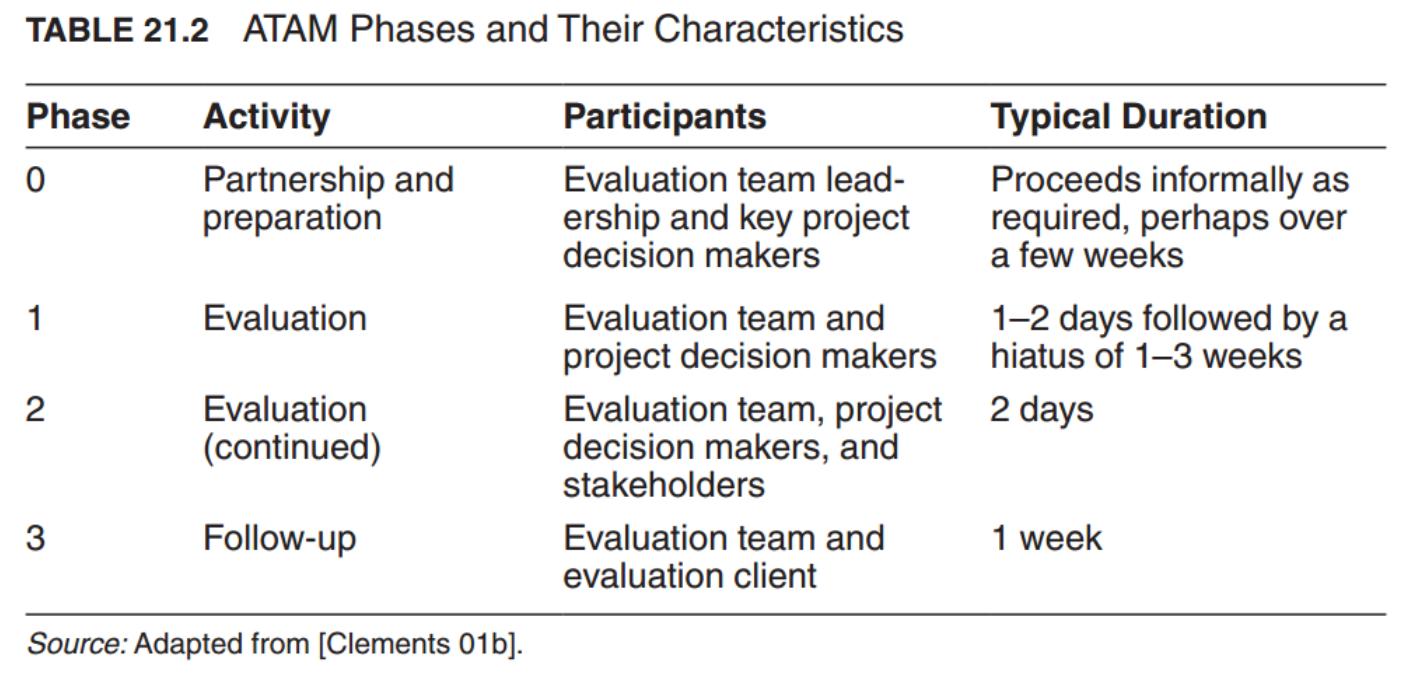 TABLE 21.2 ATAM Phases and Their Characteristics
Phase Activity Participants Typical Duration
0 Partnership and Evaluation team lead- Proceeds informally as
preparation ership and key project required, perhaps over
decision makers a few weeks
1 Evaluation Evaluation team and 1–2 days followed by a
project decision makers hiatus of 1–3 weeks
2 Evaluation Evaluation team, project 2 days
(continued) decision makers, and
stakeholders
3 Follow-up Evaluation team and 1 week
evaluation client
Source: Adapted from [Clements 01b].